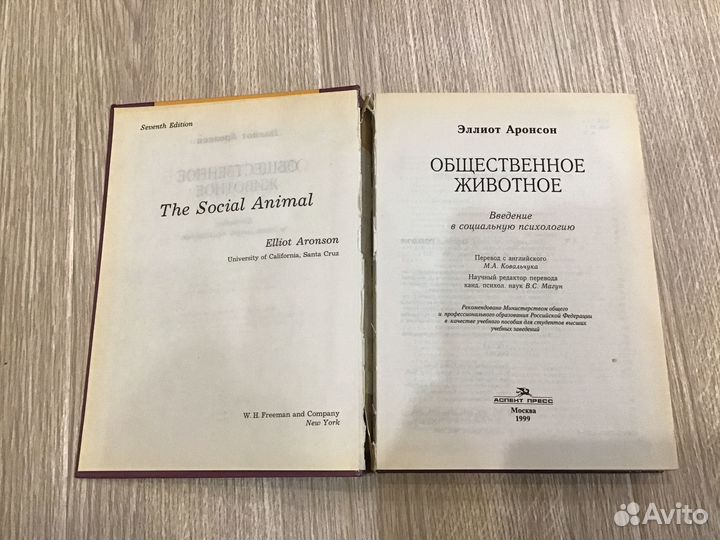 Seventh Edition
The Social Animal
Elliot Aronson
University of California, Santa Cruz
W. H. Freeman and Company
New York
Эллиот Аронсон
ОБЩЕСТВЕННОЕ
ЖИВОТНОЕ
Введение
в социальную психологию
Перевод с английского
М.А. Ковальчука
Научный редактор перевода
канд. психол. наук В.С. Магун
Рекомендовано Министерством общего
и профессионального образования Российской Федерации
в качестве учебного пособия для студентов высших
учебных заведений
АСПЕКТ ПРЕСС
Москва
1999
Avito